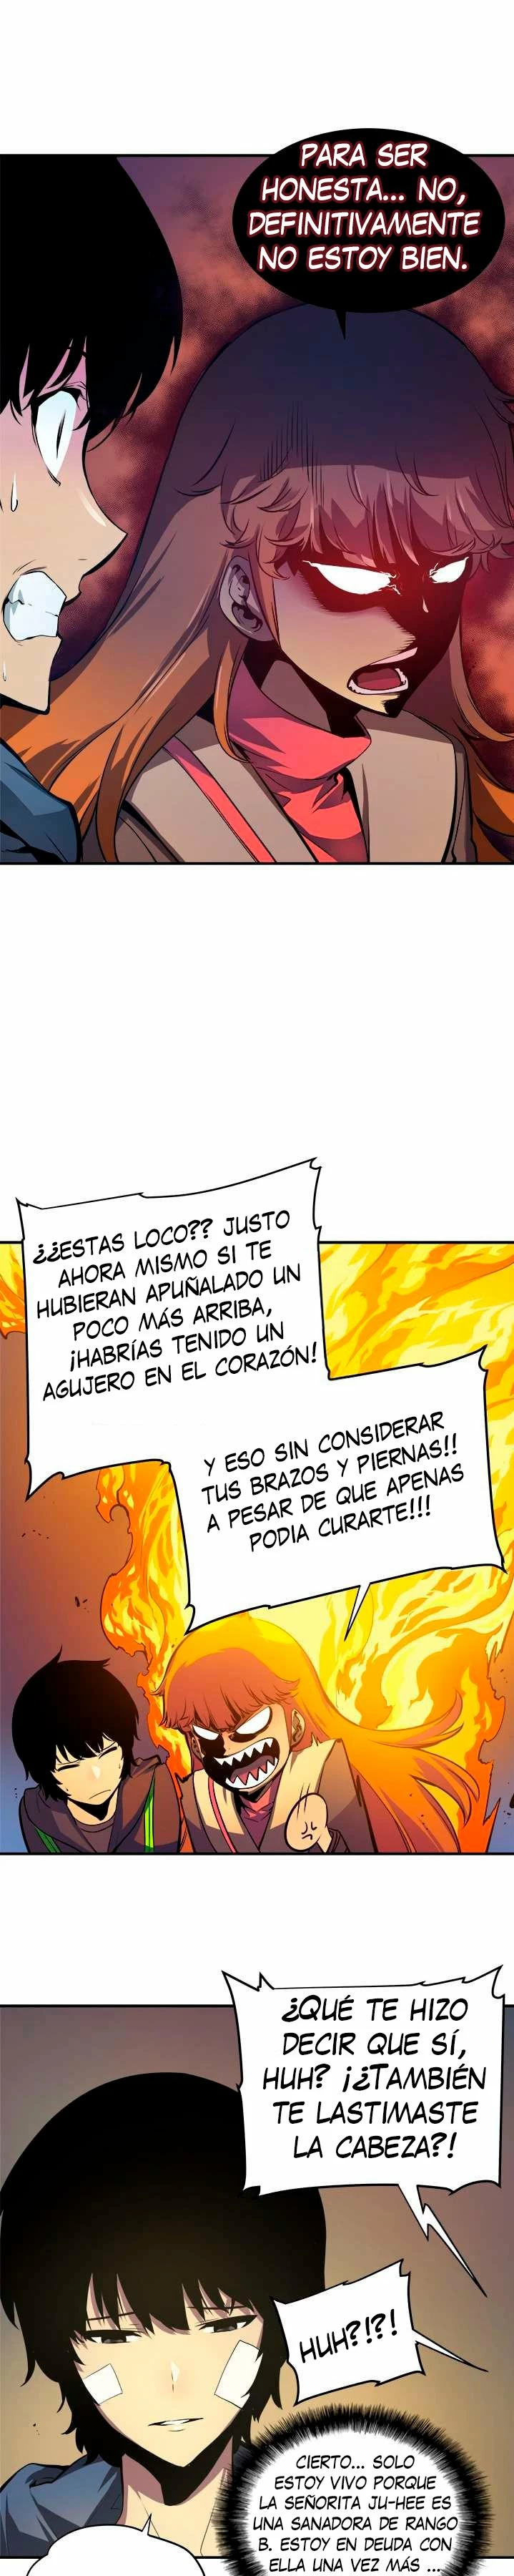 PARA SER
HONESTA... NO,
DEFINITIVAMENTE
NO ESTOY BIEN.
¿¿ESTAS LOCO?? JUSTO
AHORA MISMO SI TE
HUBIERAN APUÑALADO UN
POCO MÁS ARRIBA,
¡HABRÍAS TENIDO UN
AGUJERO EN EL CORAZÓN!
Y ESO SIN CONSIDERAR
TUS BRAZOS Y PIERNAS!!
A PESAR DE QUE APENAS
PODIA CURARTE!!!
¿QUÉ TE HIZO
DECIR QUE SÍ,
HUH? ¡¿TAMBIÉN
TE LASTIMASTE
LA CABEZA?!
HUH?!?!
CIERTO... SOLO
ESTOY VIVO PORQUE
LA SEÑORITA JU-HEE ES
UNA SANADORA DE RANGO
B. ESTOY EN DEUDA CON
ELLA UNA VEZ MÁS ...